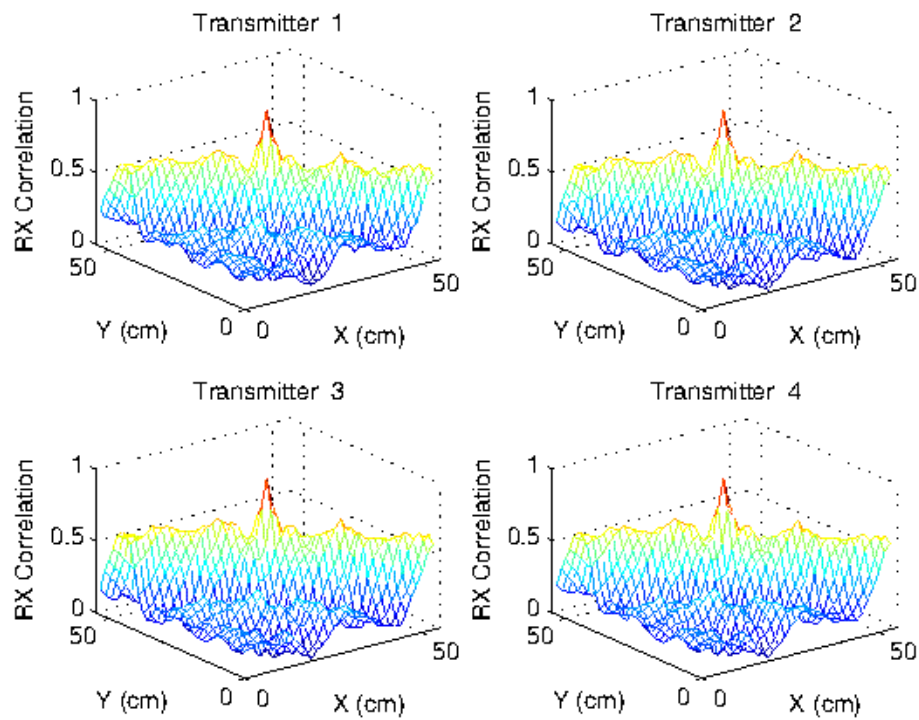 Transmitter 1
1
0.5
0
RX Correlation
50
Y (cm)
0
0
X (cm)
50
Transmitter 2
1
0.5
0
RX Correlation
50
Y (cm)
0
0
X (cm)
50
Transmitter 3
1
0.5
0
RX Correlation
50
Y (cm)
0
0
X (cm)
50
Transmitter 4
1
0.5
0
RX Correlation
50
Y (cm)
0
0
X (cm)
50